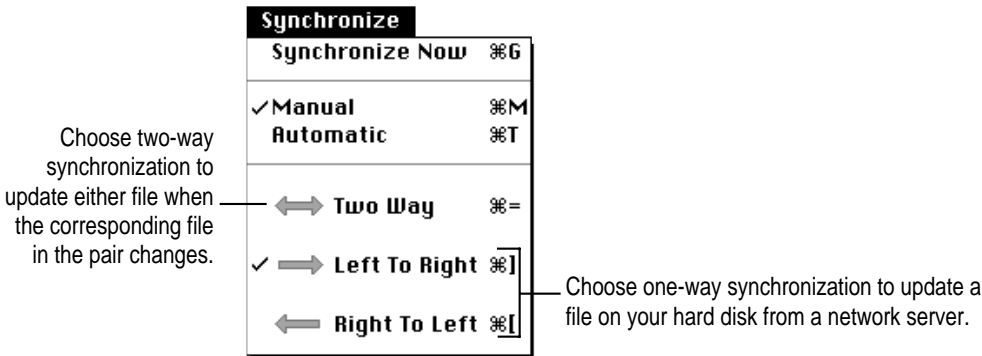 Synchronize
Synchronize Now ⌘G
✓Manual ⌘M
Automatic ⌘T
Choose two-way
synchronization to
update either file when
the corresponding file
in the pair changes.
Two Way ⌘=
✓ Left To Right ⌘]
Right To Left ⌘[
Choose one-way synchronization to update a
file on your hard disk from a network server.